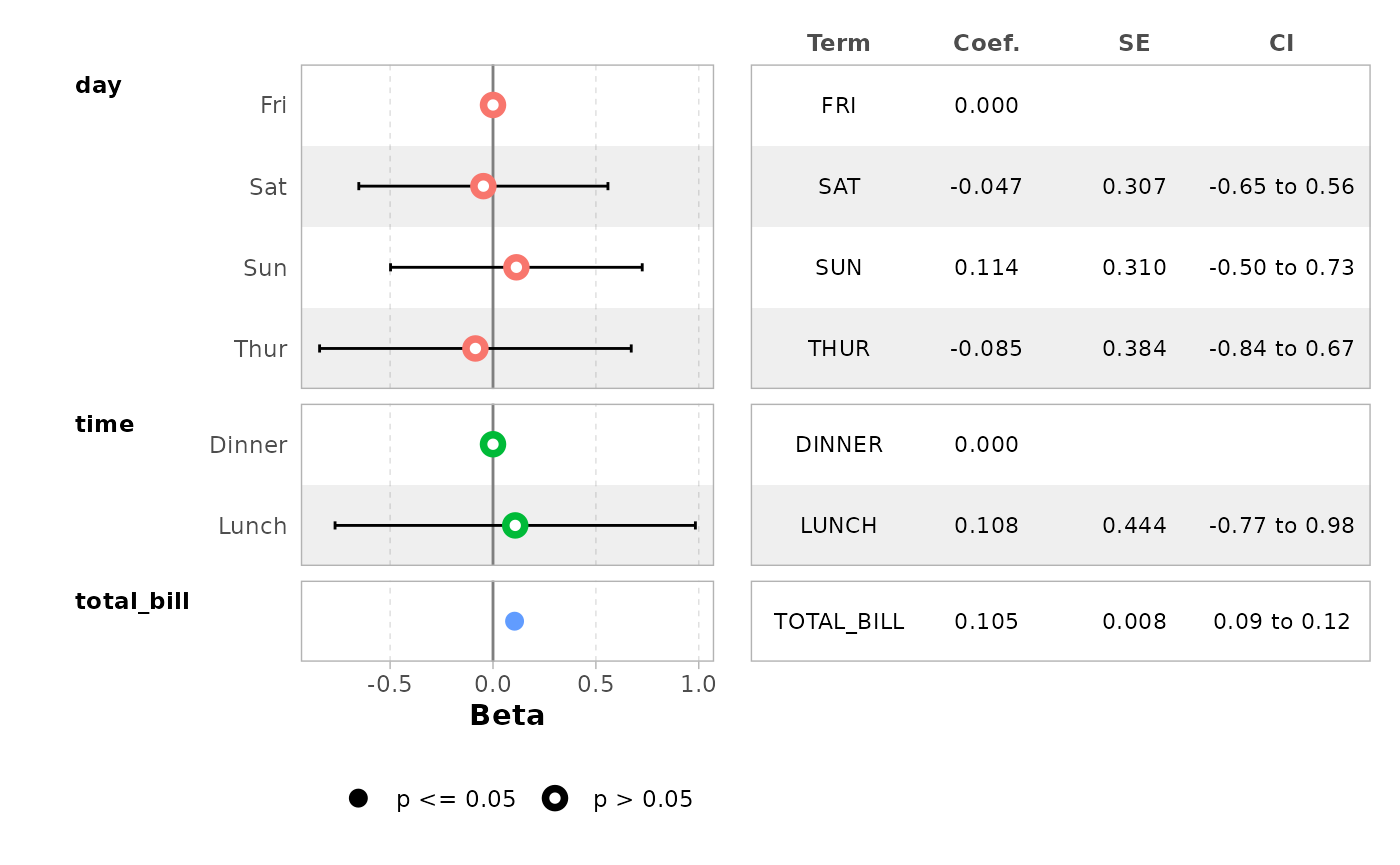 Term Coef. SE CI
day
Fri FRI 0.000
Sat SAT -0.047 0.307 -0.65 to 0.56
Sun SUN 0.114 0.310 -0.50 to 0.73
Thur THUR -0.085 0.384 -0.84 to 0.67
time
Dinner DINNER 0.000
Lunch LUNCH 0.108 0.444 -0.77 to 0.98
total_bill
TOTAL_BILL 0.105 0.008 0.09 to 0.12
-0.5 0.0 0.5 1.0
Beta
p <= 0.05 p > 0.05